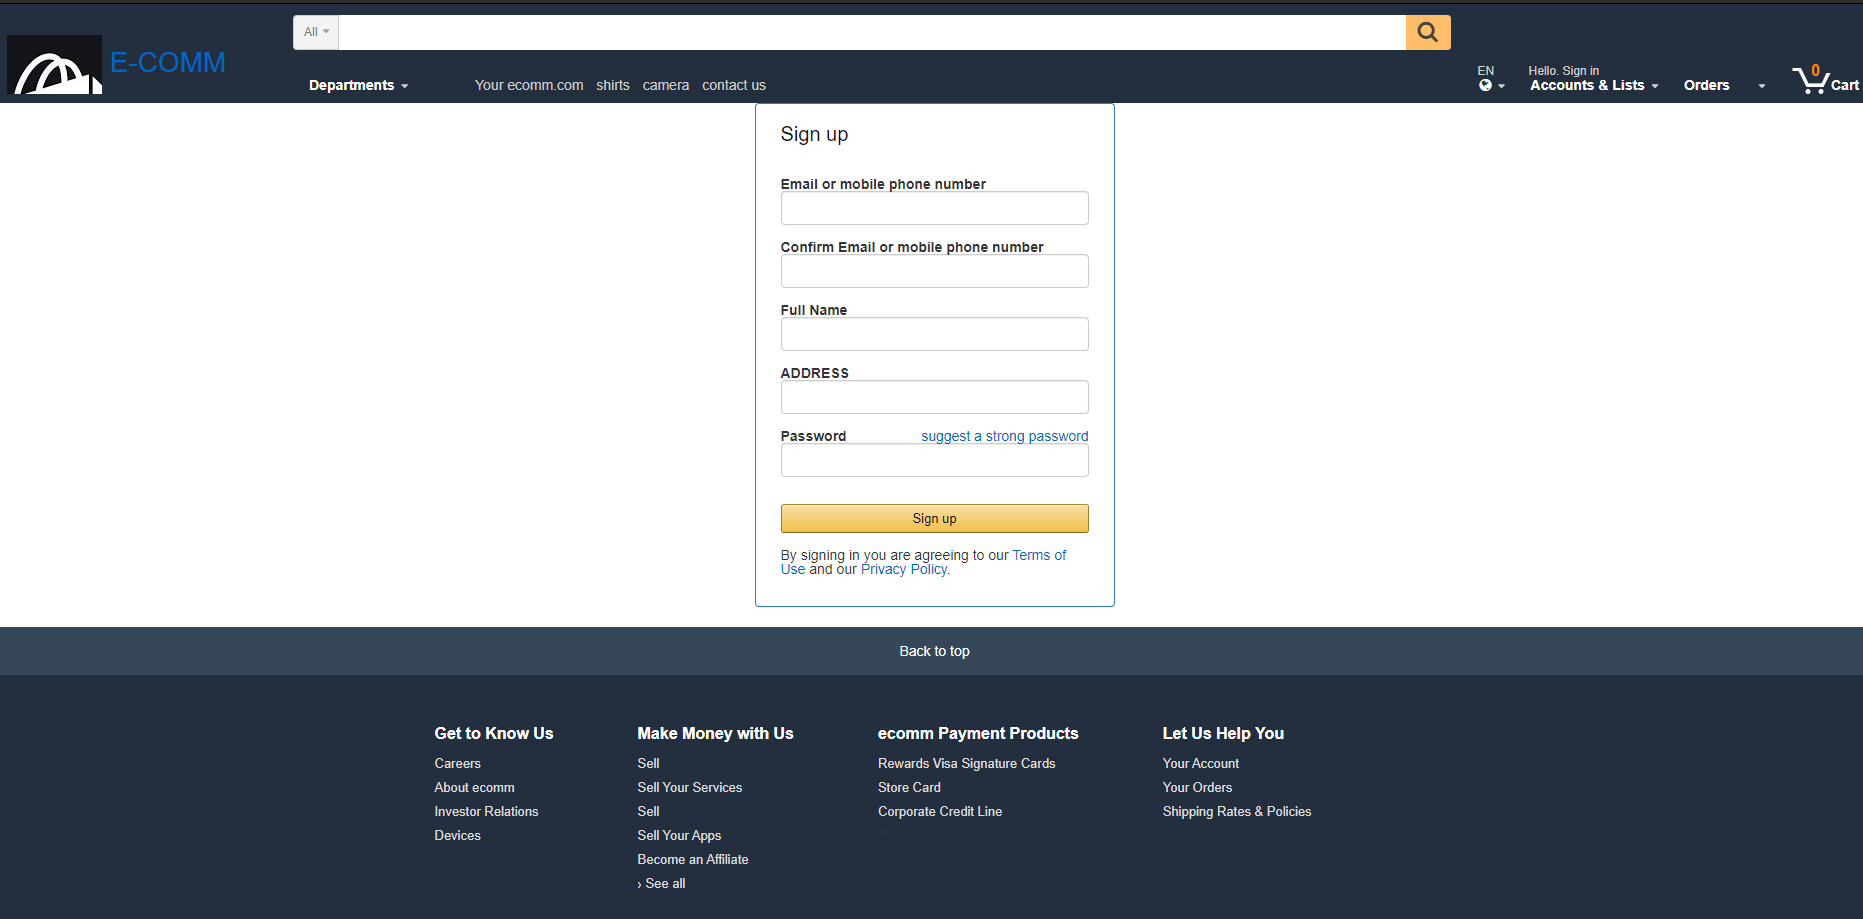 All
E-COMM
Departments
Your ecomm.com shirts camera contact us
EN
Hello. Sign in
Accounts & Lists
Orders
0
Cart
Sign up
Email or mobile phone number
Confirm Email or mobile phone number
Full Name
ADDRESS
Password suggest a strong password
Sign up
By signing in you are agreeing to our Terms of
Use and our Privacy Policy.
Back to top
Get to Know Us
Careers
About ecomm
Investor Relations
Devices
Make Money with Us
Sell
Sell Your Services
Sell
Sell Your Apps
Become an Affiliate
› See all
ecomm Payment Products
Rewards Visa Signature Cards
Store Card
Corporate Credit Line
Let Us Help You
Your Account
Your Orders
Shipping Rates & Policies